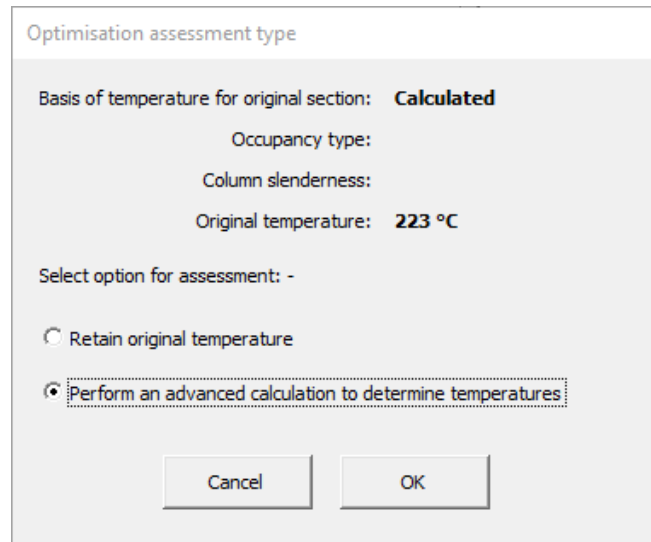 Optimisation assessment type
Basis of temperature for original section: Calculated
Occupancy type:
Column slenderness:
Original temperature: 223 °C
Select option for assessment: -
Retain original temperature
Perform an advanced calculation to determine temperatures
Cancel OK